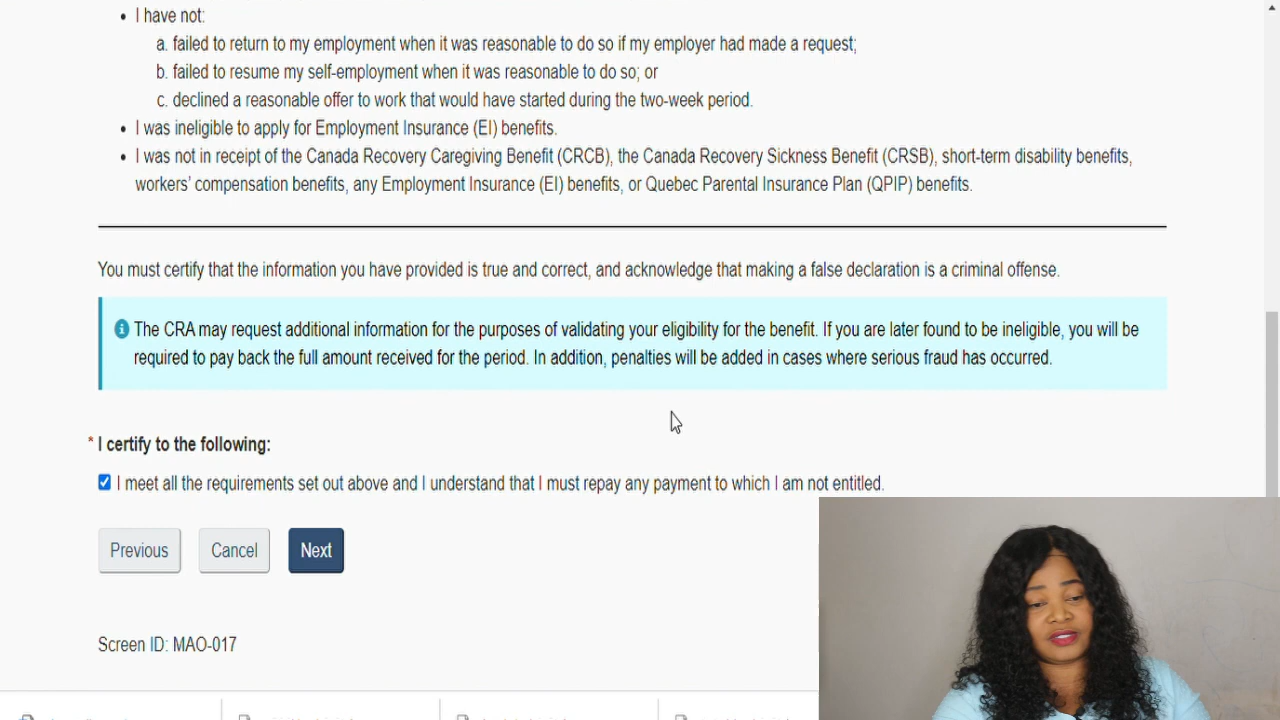 • I have not:
a. failed to return to my employment when it was reasonable to do so if my employer had made a request;
b. failed to resume my self-employment when it was reasonable to do so; or
c. declined a reasonable offer to work that would have started during the two-week period.
• I was ineligible to apply for Employment Insurance (EI) benefits.
• I was not in receipt of the Canada Recovery Caregiving Benefit (CRCB), the Canada Recovery Sickness Benefit (CRSB), short-term disability benefits,
workers' compensation benefits, any Employment Insurance (EI) benefits, or Quebec Parental Insurance Plan (QPIP) benefits.
You must certify that the information you have provided is true and correct, and acknowledge that making a false declaration is a criminal offense.
The CRA may request additional information for the purposes of validating your eligibility for the benefit. If you are later found to be ineligible, you will be
required to pay back the full amount received for the period. In addition, penalties will be added in cases where serious fraud has occurred.
* I certify to the following:
I meet all the requirements set out above and I understand that I must repay any payment to which I am not entitled.
Previous Cancel Next
Screen ID: MAO-017